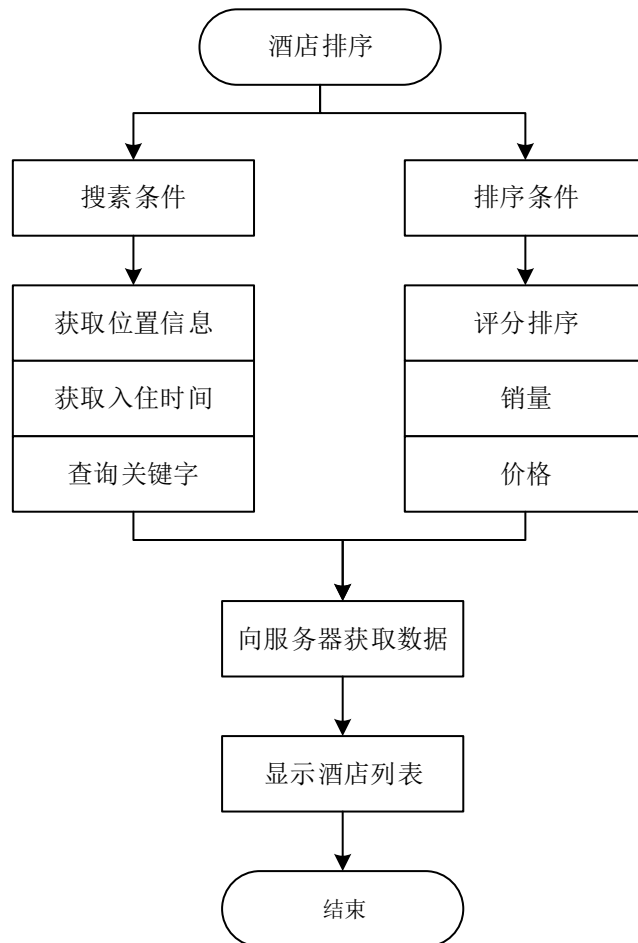 酒店排序
搜素条件
排序条件
获取位置信息
获取入住时间
查询关键字
评分排序
销量
价格
向服务器获取数据
显示酒店列表
结束